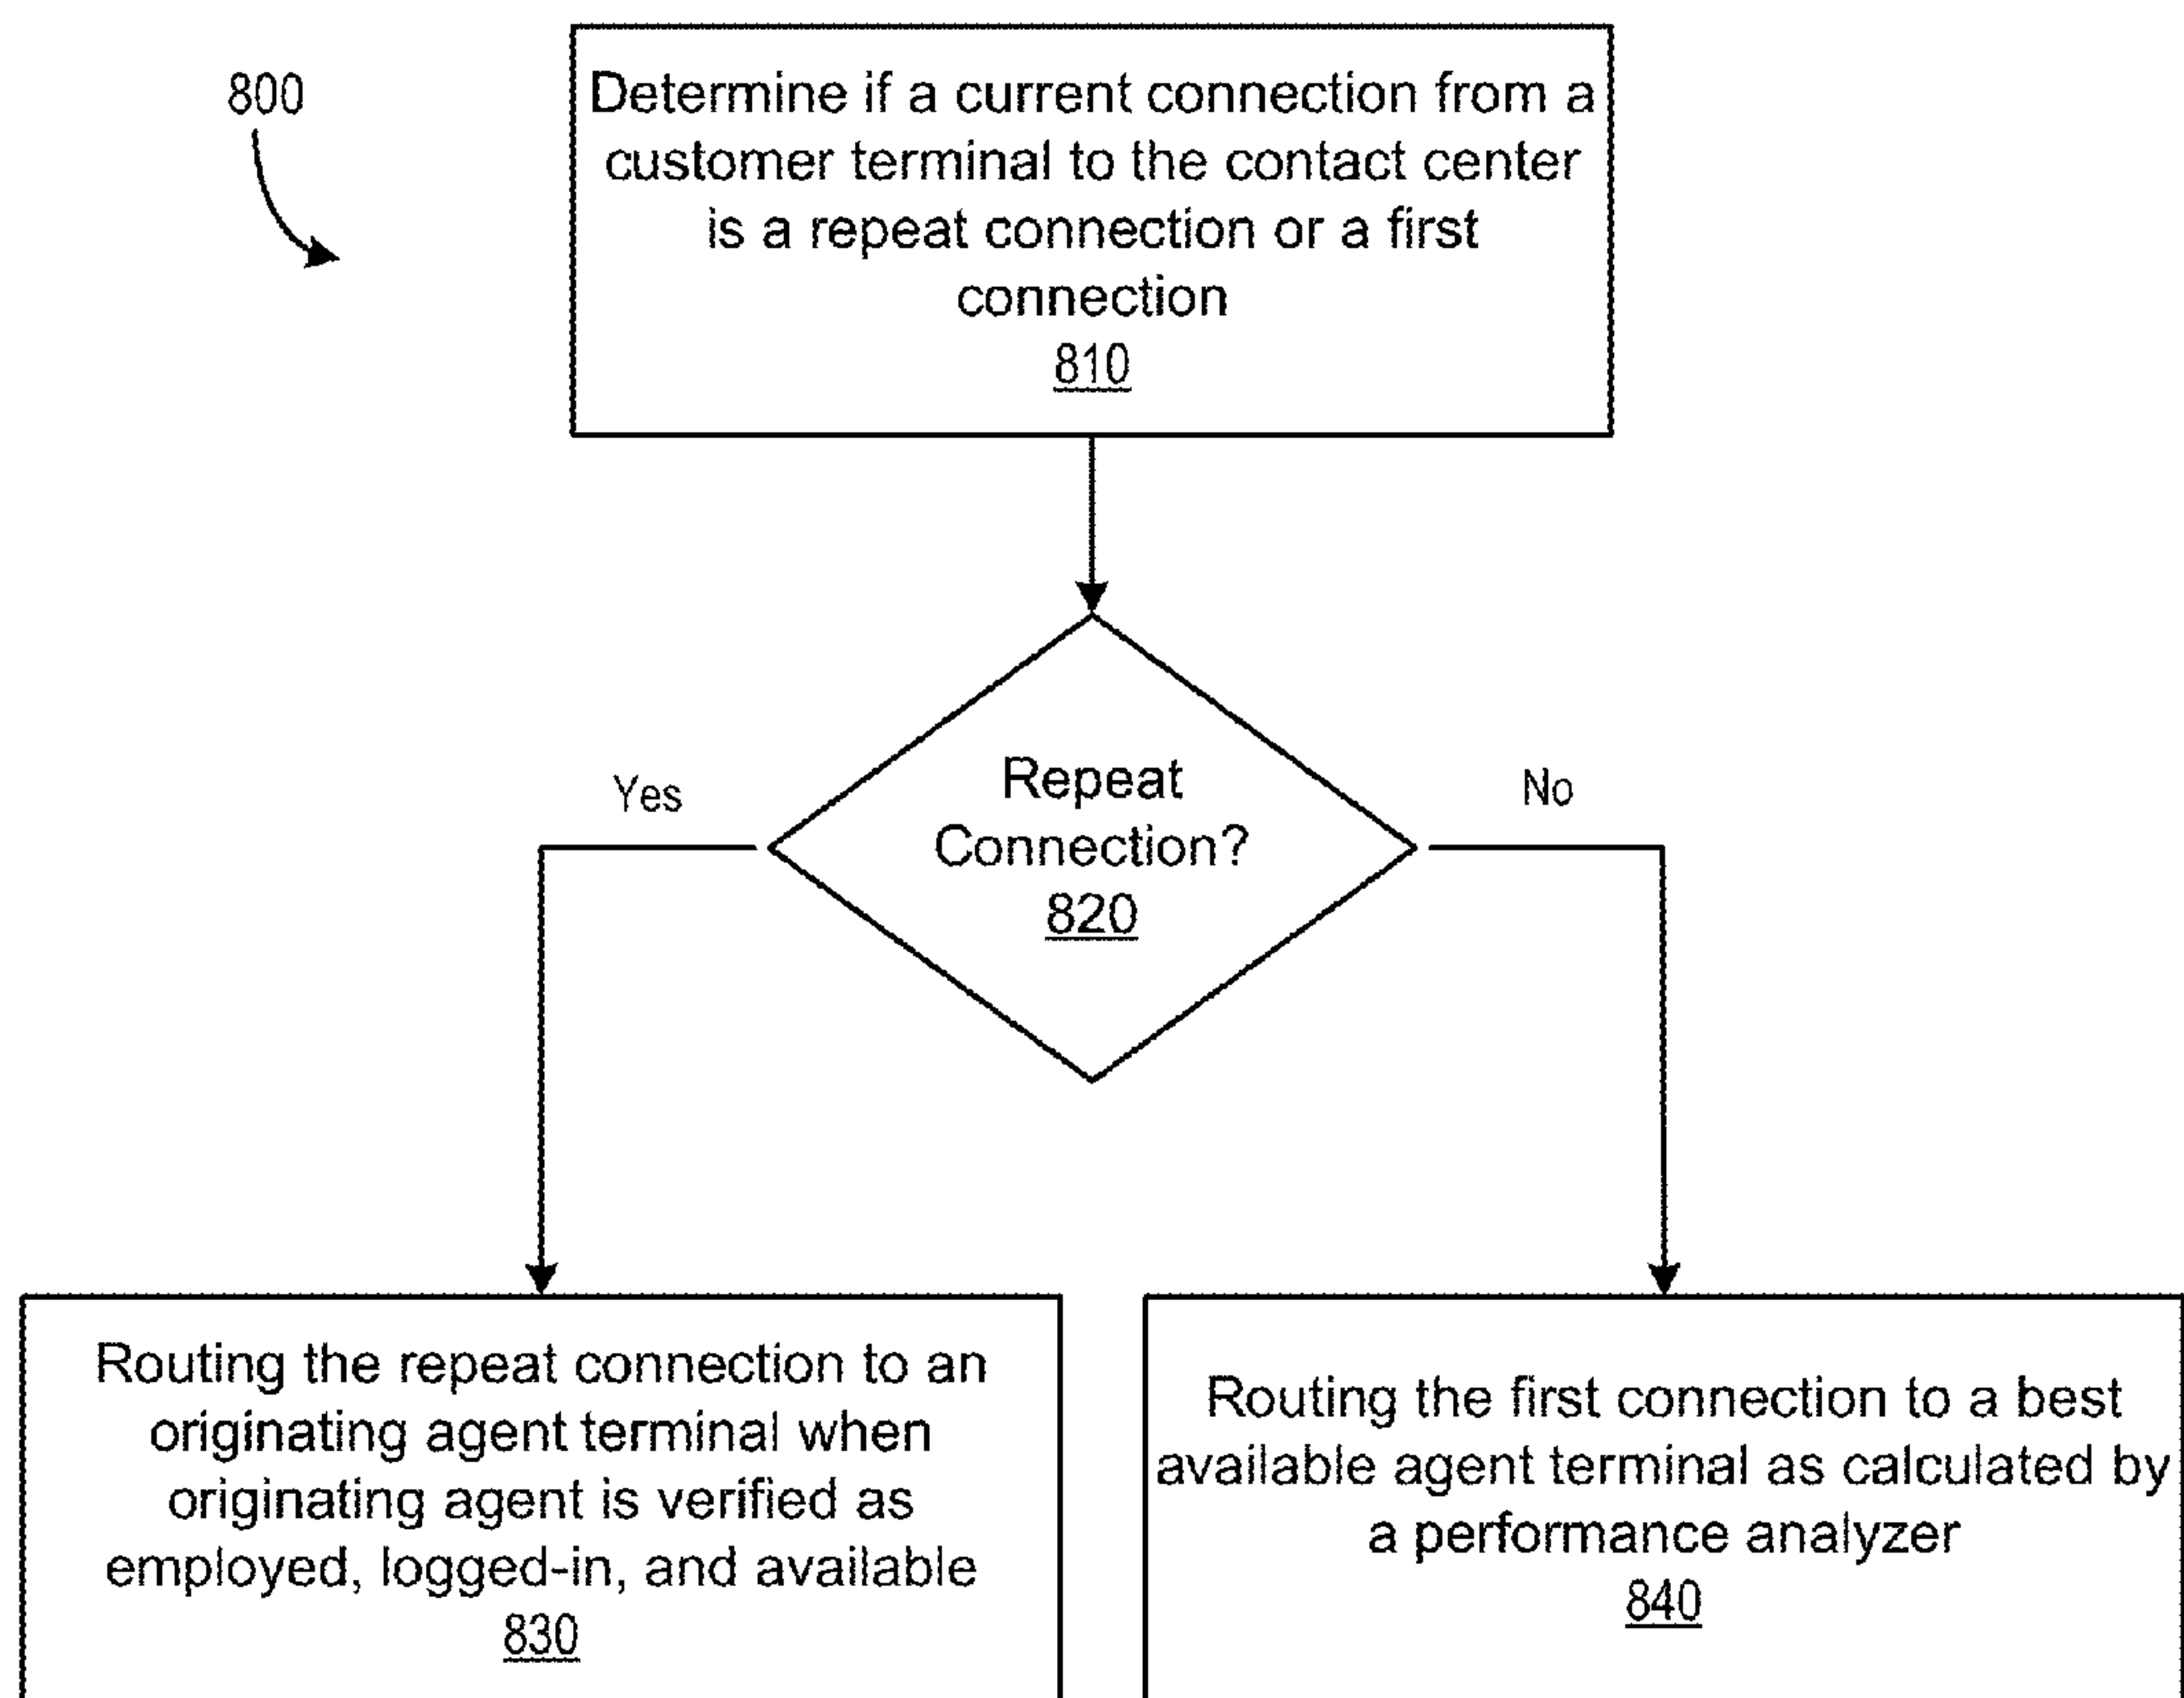 800
Determine if a current connection from a
customer terminal to the contact center
is a repeat connection or a first
connection
810
Repeat
Connection?
820
Yes
No
Routing the repeat connection to an
originating agent terminal when
originating agent is verified as
employed, logged-in, and available
830
Routing the first connection to a best
available agent terminal as calculated by
a performance analyzer
840